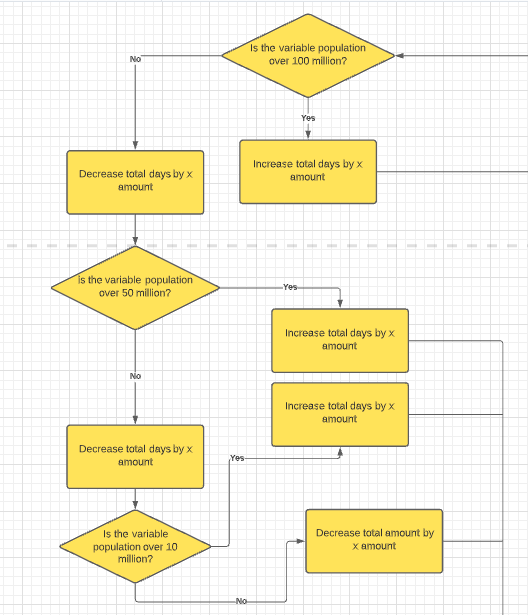 Is the variable population
over 100 million?
No
Yes
Decrease total days by x
amount
Increase total days by x
amount
is the variable population
over 50 million?
Yes
Increase total days by x
amount
No
Increase total days by x
amount
Decrease total days by x
amount
Yes
Is the variable
population over 10
million?
Decrease total amount by
x amount
No